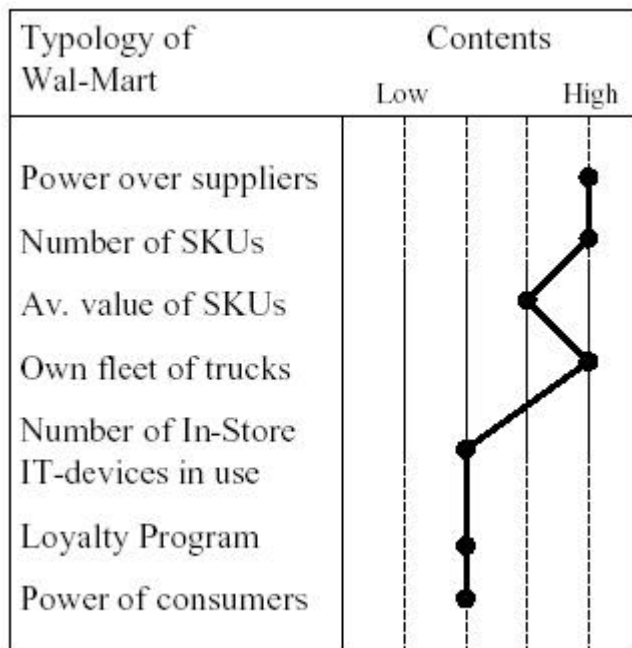 Typology of
Wal-Mart
Contents
Low
High
Power over suppliers
Number of SKUs
Av. value of SKUs
Own fleet of trucks
Number of In-Store
IT-devices in use
Loyalty Program
Power of consumers